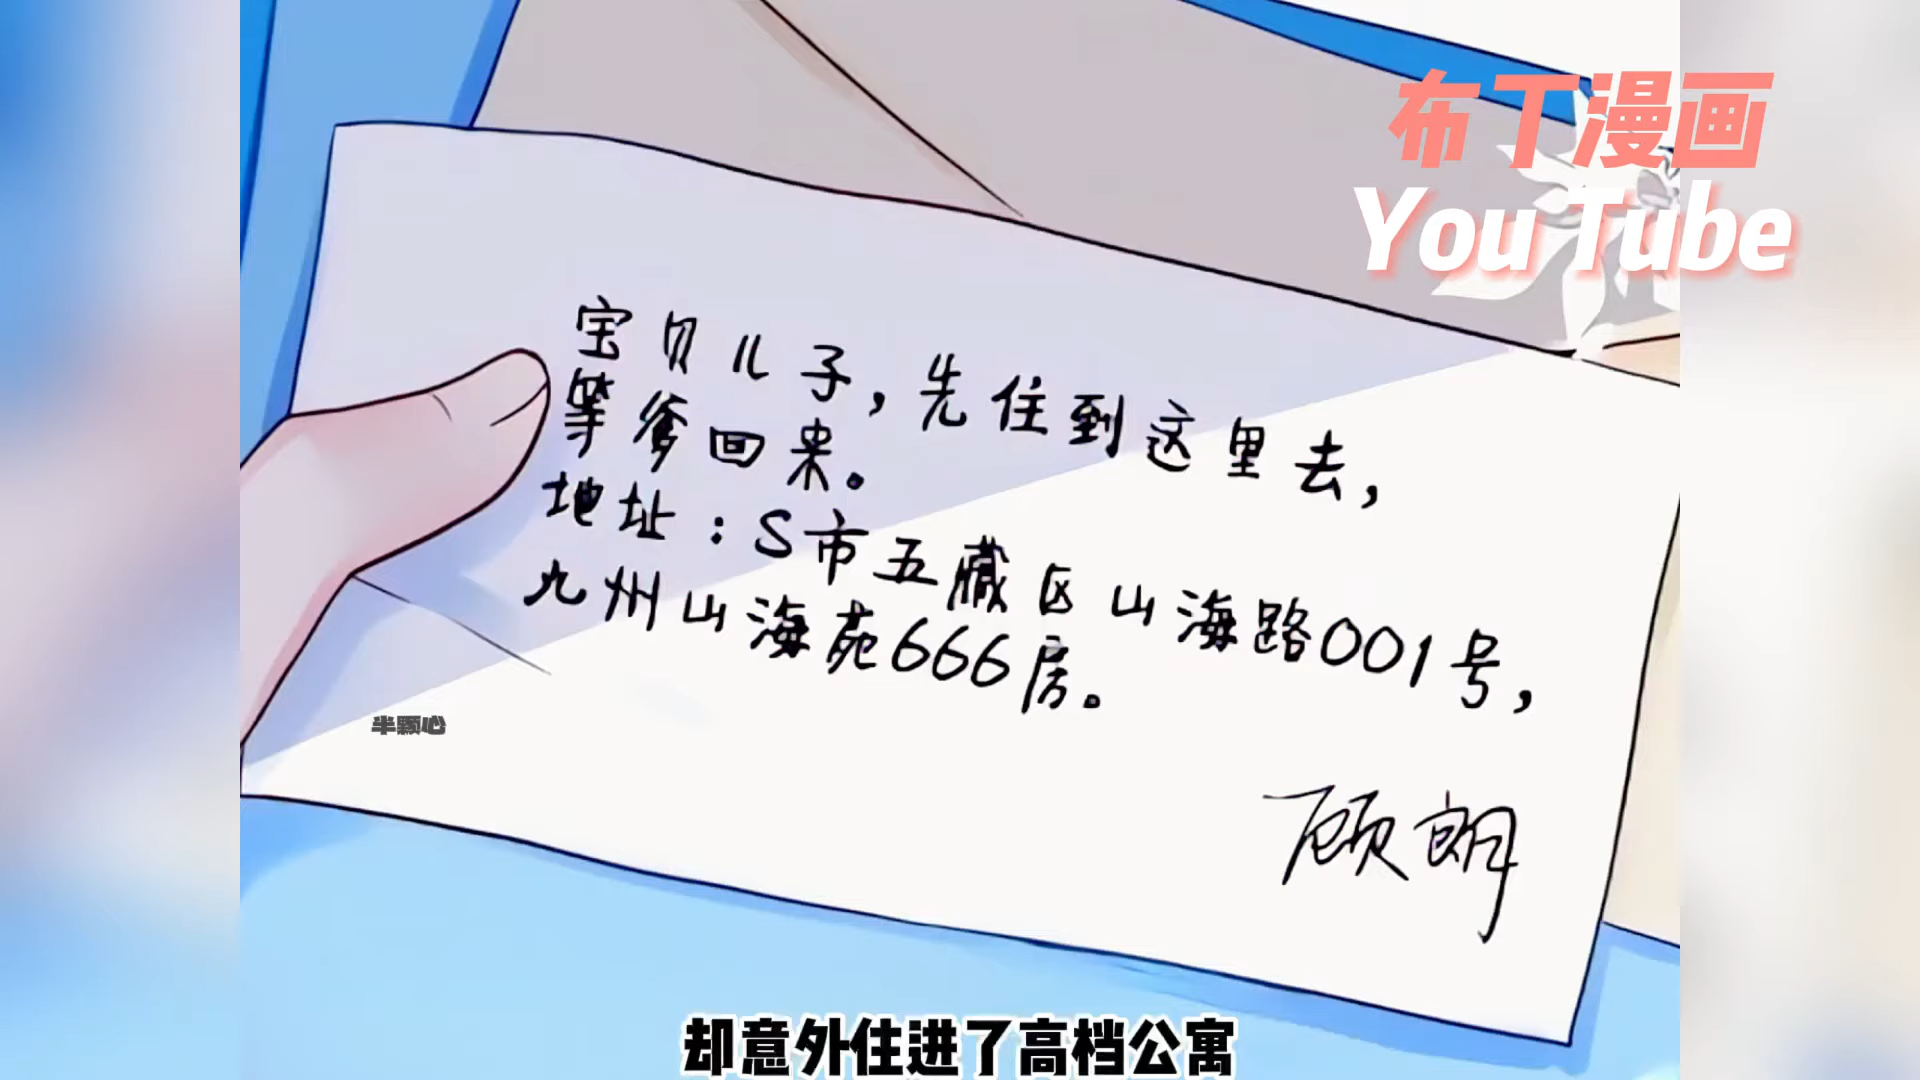 布丁漫画
YouTube
宝贝儿子，先住到这里去，
等爹回来。
地址：S市五藏区山海路001号，
九州山海苑666房。
半颗心
顾朗
却意外住进了高档公寓